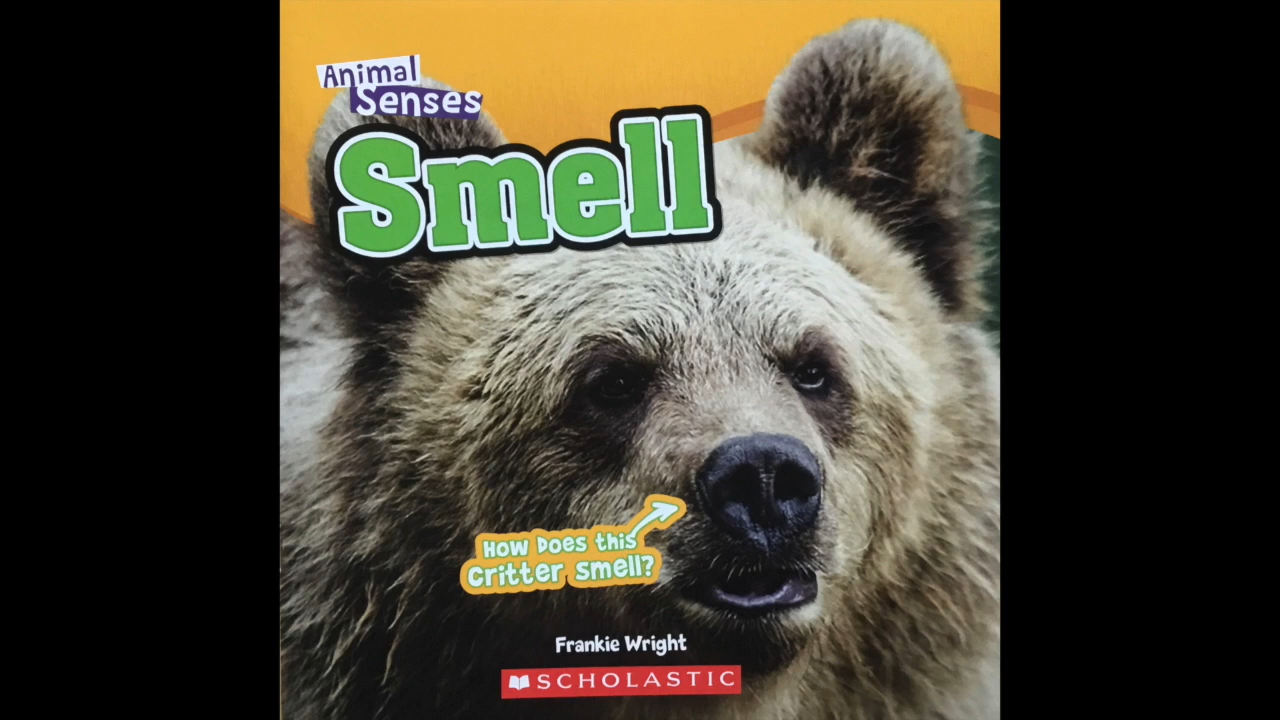 Animal
Senses
Smell
How Does this
critter smell?
Frankie Wright
SCHOLASTIC